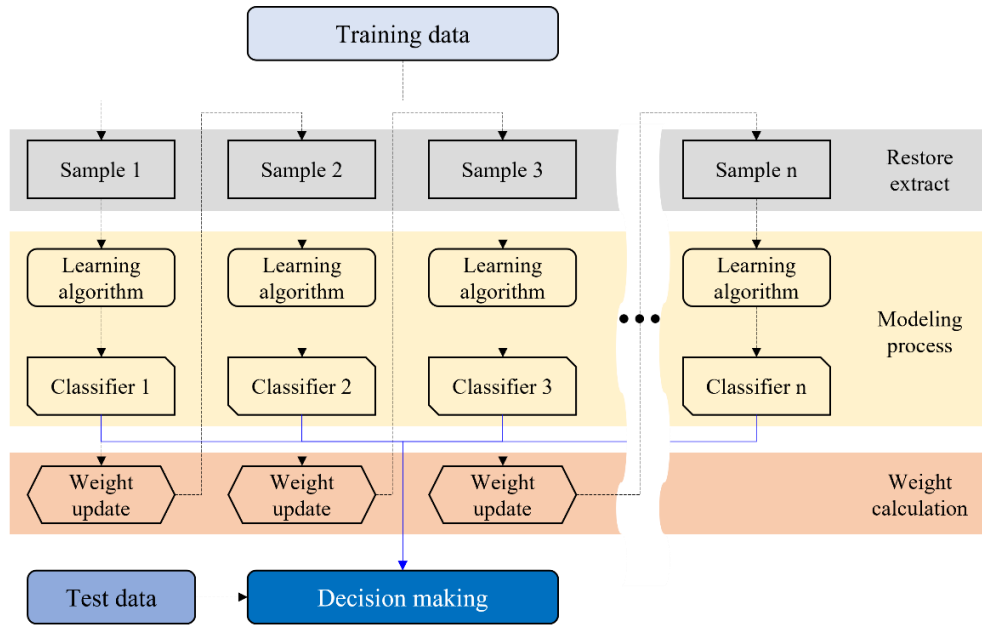 Training data
Sample 1
Sample 2
Sample 3
Sample n
Restore
extract
Learning
algorithm
Learning
algorithm
Learning
algorithm
Learning
algorithm
Modeling
process
Classifier 1
Classifier 2
Classifier 3
Classifier n
Weight
update
Weight
update
Weight
update
Weight
calculation
Test data
Decision making